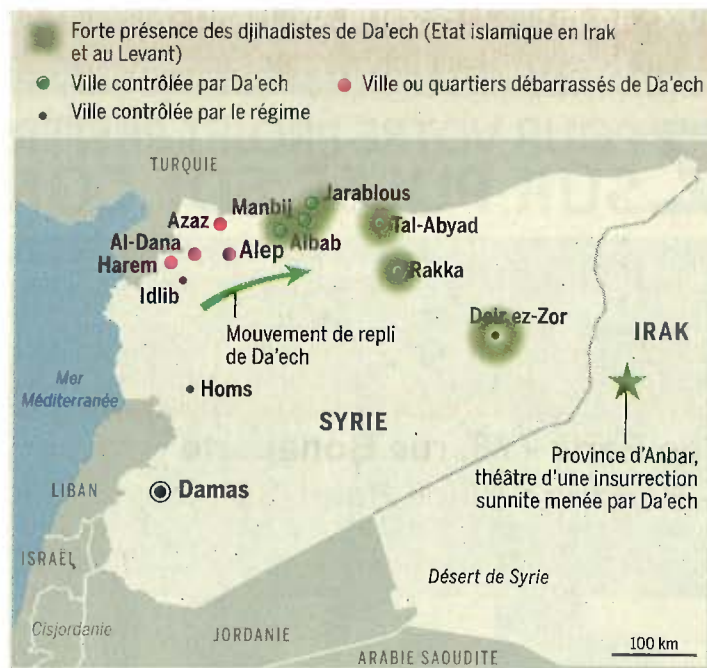 Forte présence des djihadistes de Da'ech (Etat islamique en Irak
et au Levant)
Ville contrôlée par Da'ech
Ville ou quartiers débarrassés de Da'ech
Ville contrôlée par le régime
TURQUIE
Jarablous
Manbij
Azaz
Tal-Abyad
Al-Dana
Alep
Albab
Harem
Rakka
Idlib
Deir ez-Zor
Mouvement de repli
de Da'ech
IRAK
Mer
Méditerranée
Homs
SYRIE
Province d'Anbar,
théâtre d'une insurrection
sunnite menée par Da'ech
LIBAN
Damas
ISRAËL
Désert de Syrie
Cisjordanie
JORDANIE
100 km
ARABIE SAOUDITE